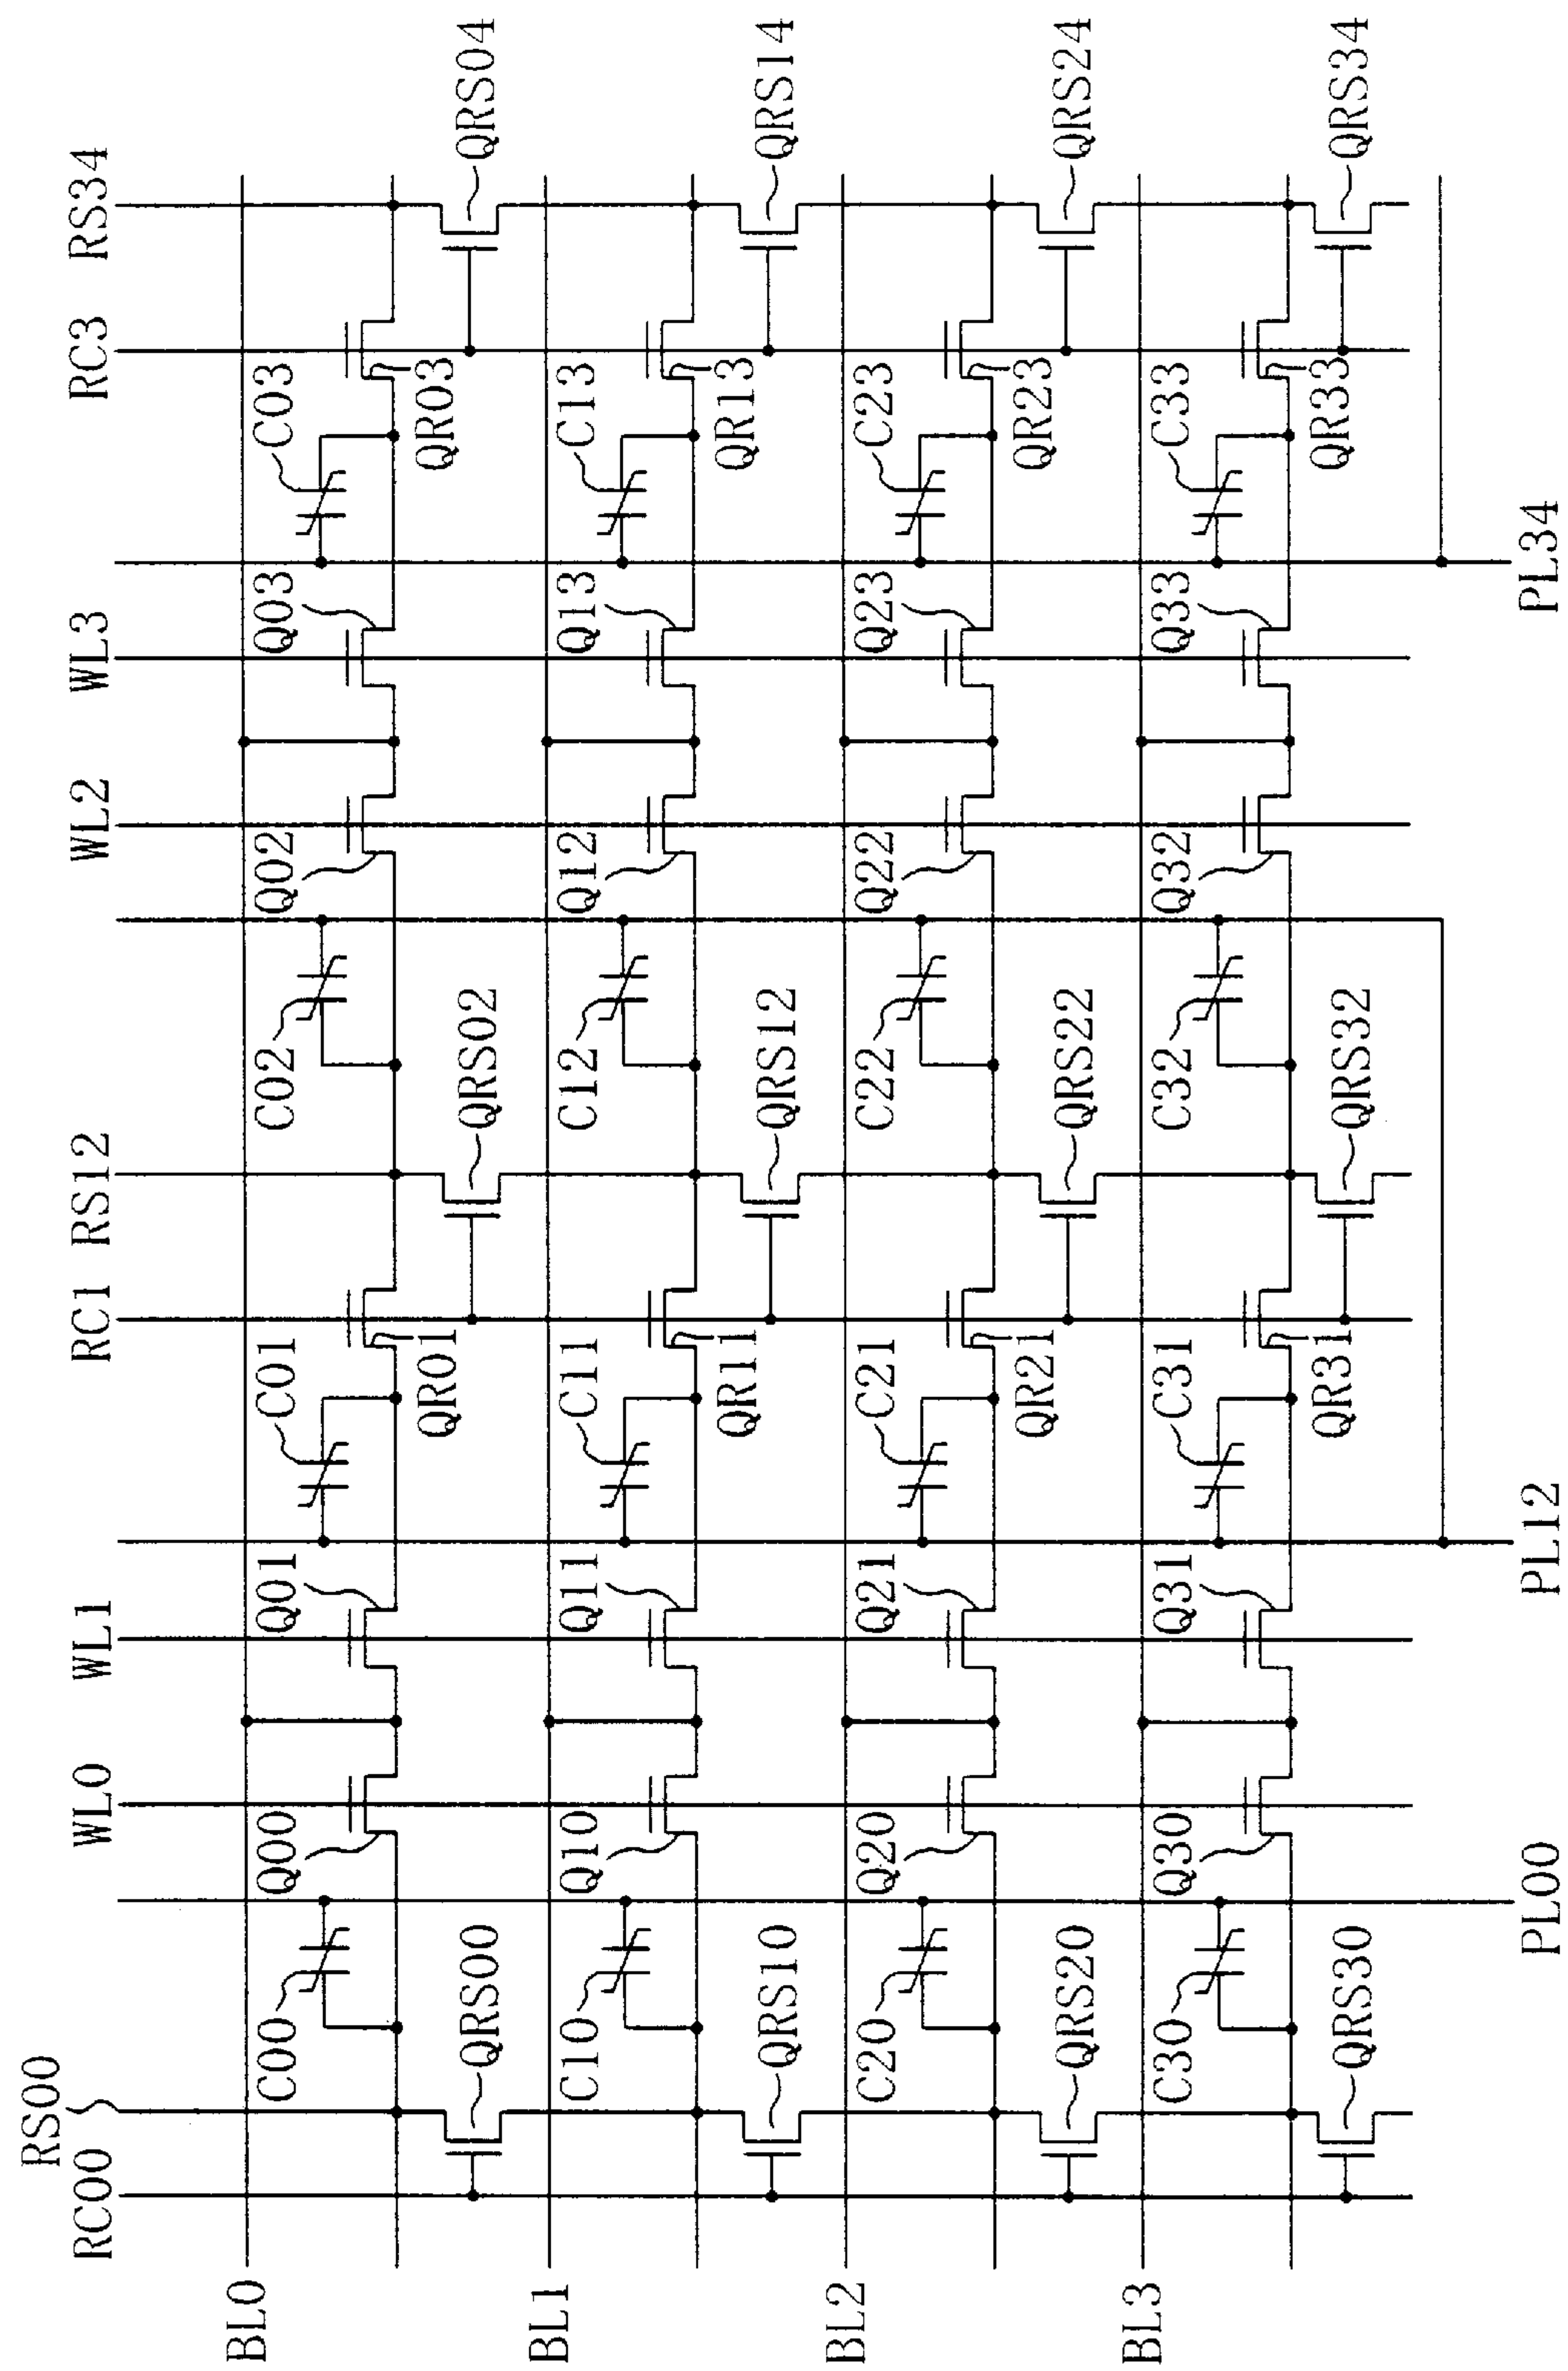 RS00
RC00 WL0 WL1 RC1 RS12 WL2 WL3 RC3 RS34
BL0
C00 Q00 Q01 C01 C02 Q02 Q03 C03
QR01 QR03
QRS00 QRS02 QRS04
BL1
C10 Q10 Q11 C11 C12 Q12 Q13 C13
QR11 QR13
QRS10 QRS12 QRS14
BL2
C20 Q20 Q21 C21 C22 Q22 Q23 C23
QR21 QR23
QRS20 QRS22 QRS24
BL3
C30 Q30 Q31 C31 C32 Q32 Q33 C33
QR31 QR33
QRS30 QRS32 QRS34
PL00 PL12 PL34